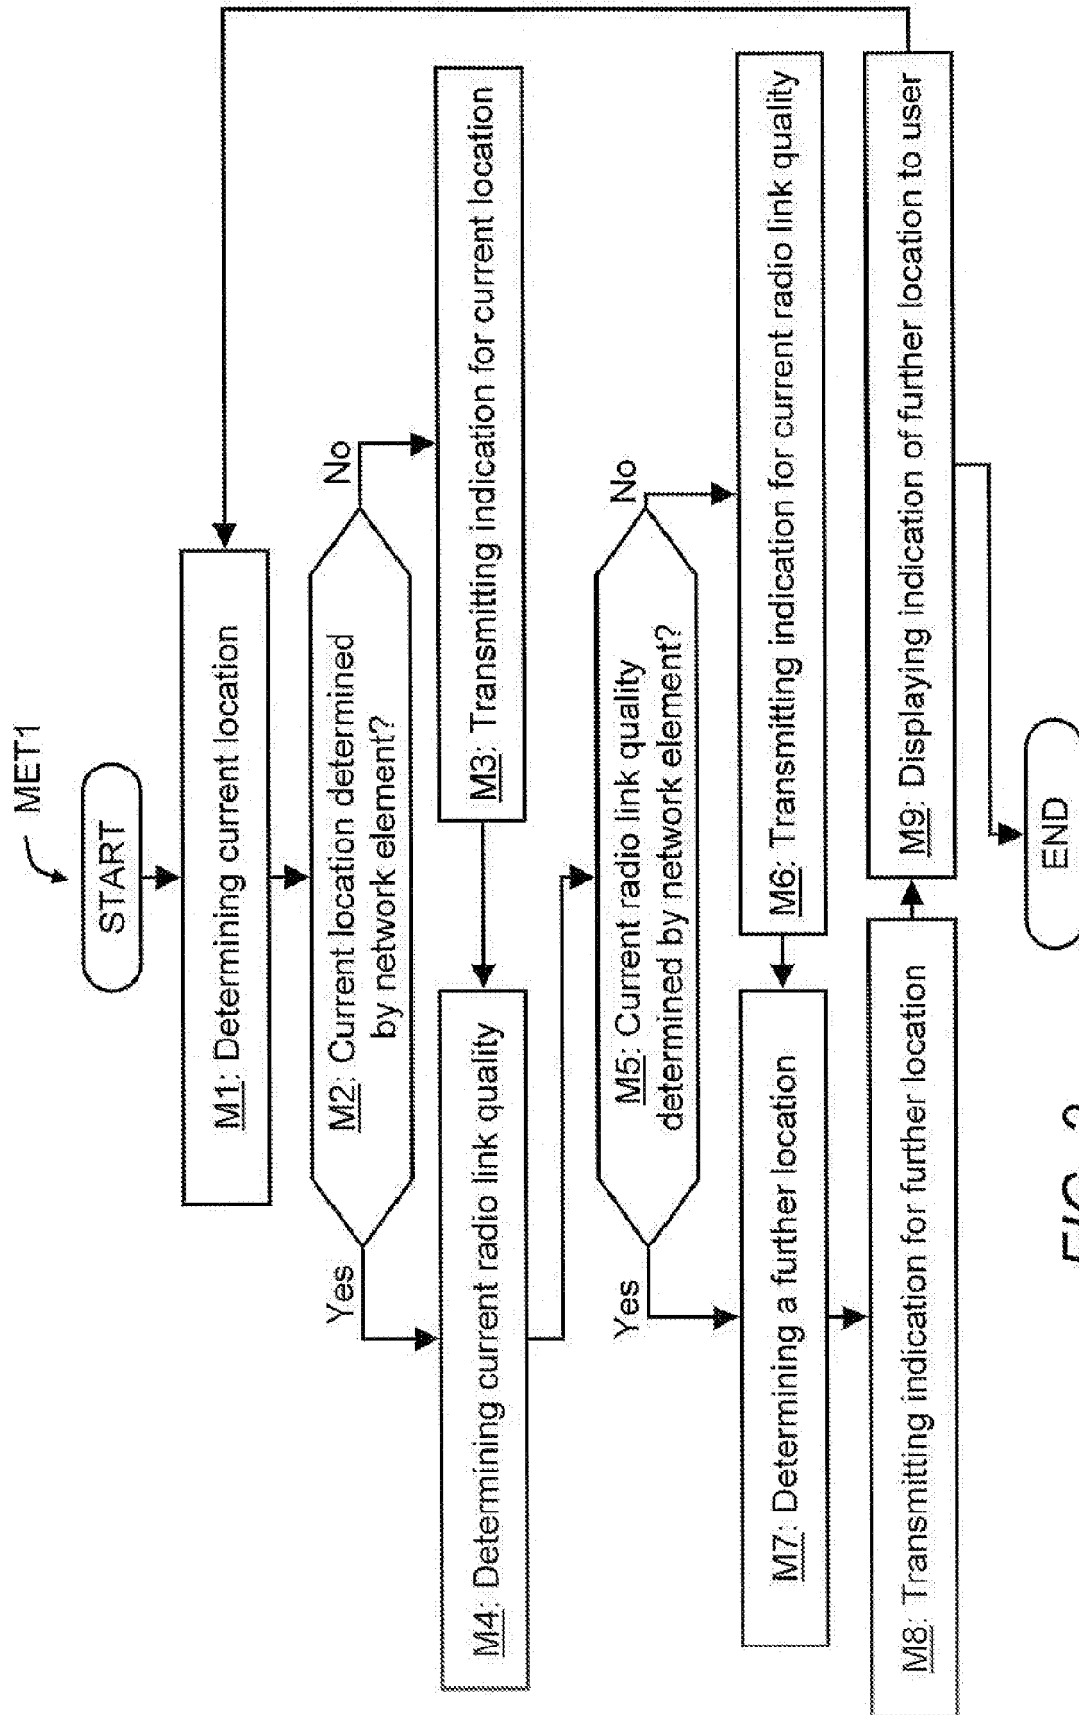 MET1
START
M1: Determining current location
M2: Current location determined
by network element?
Yes
No
M3: Transmitting indication for current location
M4: Determining current radio link quality
M5: Current radio link quality
determined by network element?
Yes
No
M6: Transmitting indication for current radio link quality
M7: Determining a further location
M8: Transmitting indication for further location
M9: Displaying indication of further location to user
END
FIG.